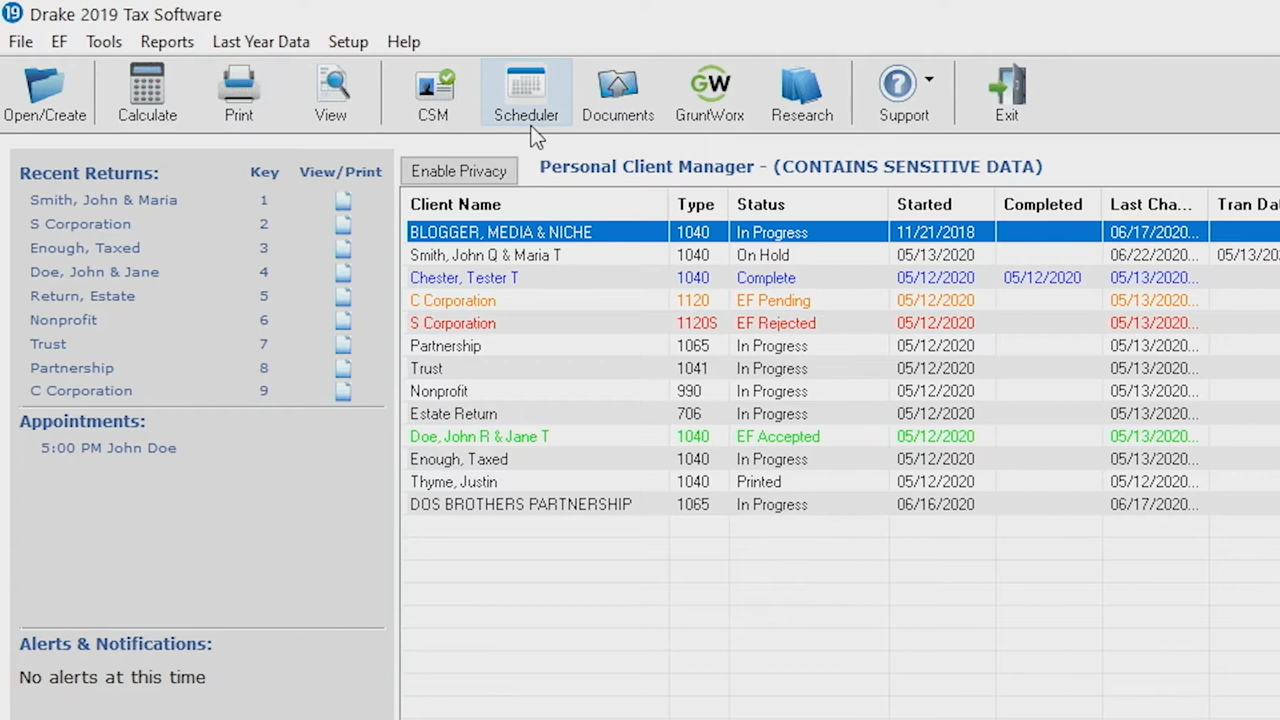 19 Drake 2019 Tax Software
File EF Tools Reports Last Year Data Setup Help
Open/Create Calculate Print View CSM Scheduler Documents GW GruntWorx Research ? Support Exit
Recent Returns: Key View/Print
Smith, John & Maria 1
S Corporation 2
Enough, Taxed 3
Doe, John & Jane 4
Return, Estate 5
Nonprofit 6
Trust 7
Partnership 8
C Corporation 9
Appointments:
5:00 PM John Doe
Alerts & Notifications:
No alerts at this time
Enable Privacy Personal Client Manager - (CONTAINS SENSITIVE DATA)
Client Name Type Status Started Completed Last Cha... Tran Da
BLOGGER, MEDIA & NICHE 1040 In Progress 11/21/2018 06/17/2020...
Smith, John Q & Maria T 1040 On Hold 05/13/2020 06/22/2020... 05/13/20
Chester, Tester T 1040 Complete 05/12/2020 05/12/2020 05/13/2020...
C Corporation 1120 EF Pending 05/12/2020 05/13/2020...
S Corporation 1120S EF Rejected 05/12/2020 05/13/2020...
Partnership 1065 In Progress 05/12/2020 05/13/2020...
Trust 1041 In Progress 05/12/2020 05/13/2020...
Nonprofit 990 In Progress 05/12/2020 05/13/2020...
Estate Return 706 In Progress 05/12/2020 05/13/2020...
Doe, John R & Jane T 1040 EF Accepted 05/12/2020 05/13/2020...
Enough, Taxed 1040 In Progress 05/12/2020 05/13/2020...
Thyme, Justin 1040 Printed 05/12/2020 05/12/2020...
DOS BROTHERS PARTNERSHIP 1065 In Progress 06/16/2020 06/17/2020...